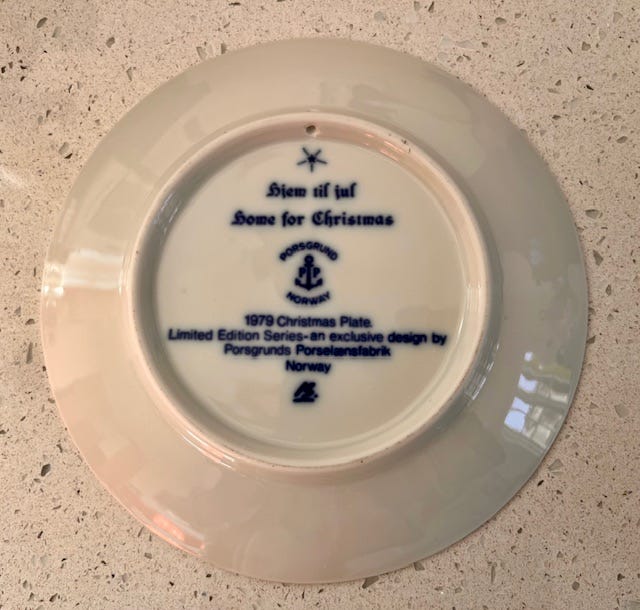 Hjem til jul
Home for Christmas
PORSGRUND
PP
NORWAY
1979 Christmas Plate.
Limited Edition Series-an exclusive design by
Porsgrunds Porselænsfabrik
Norway